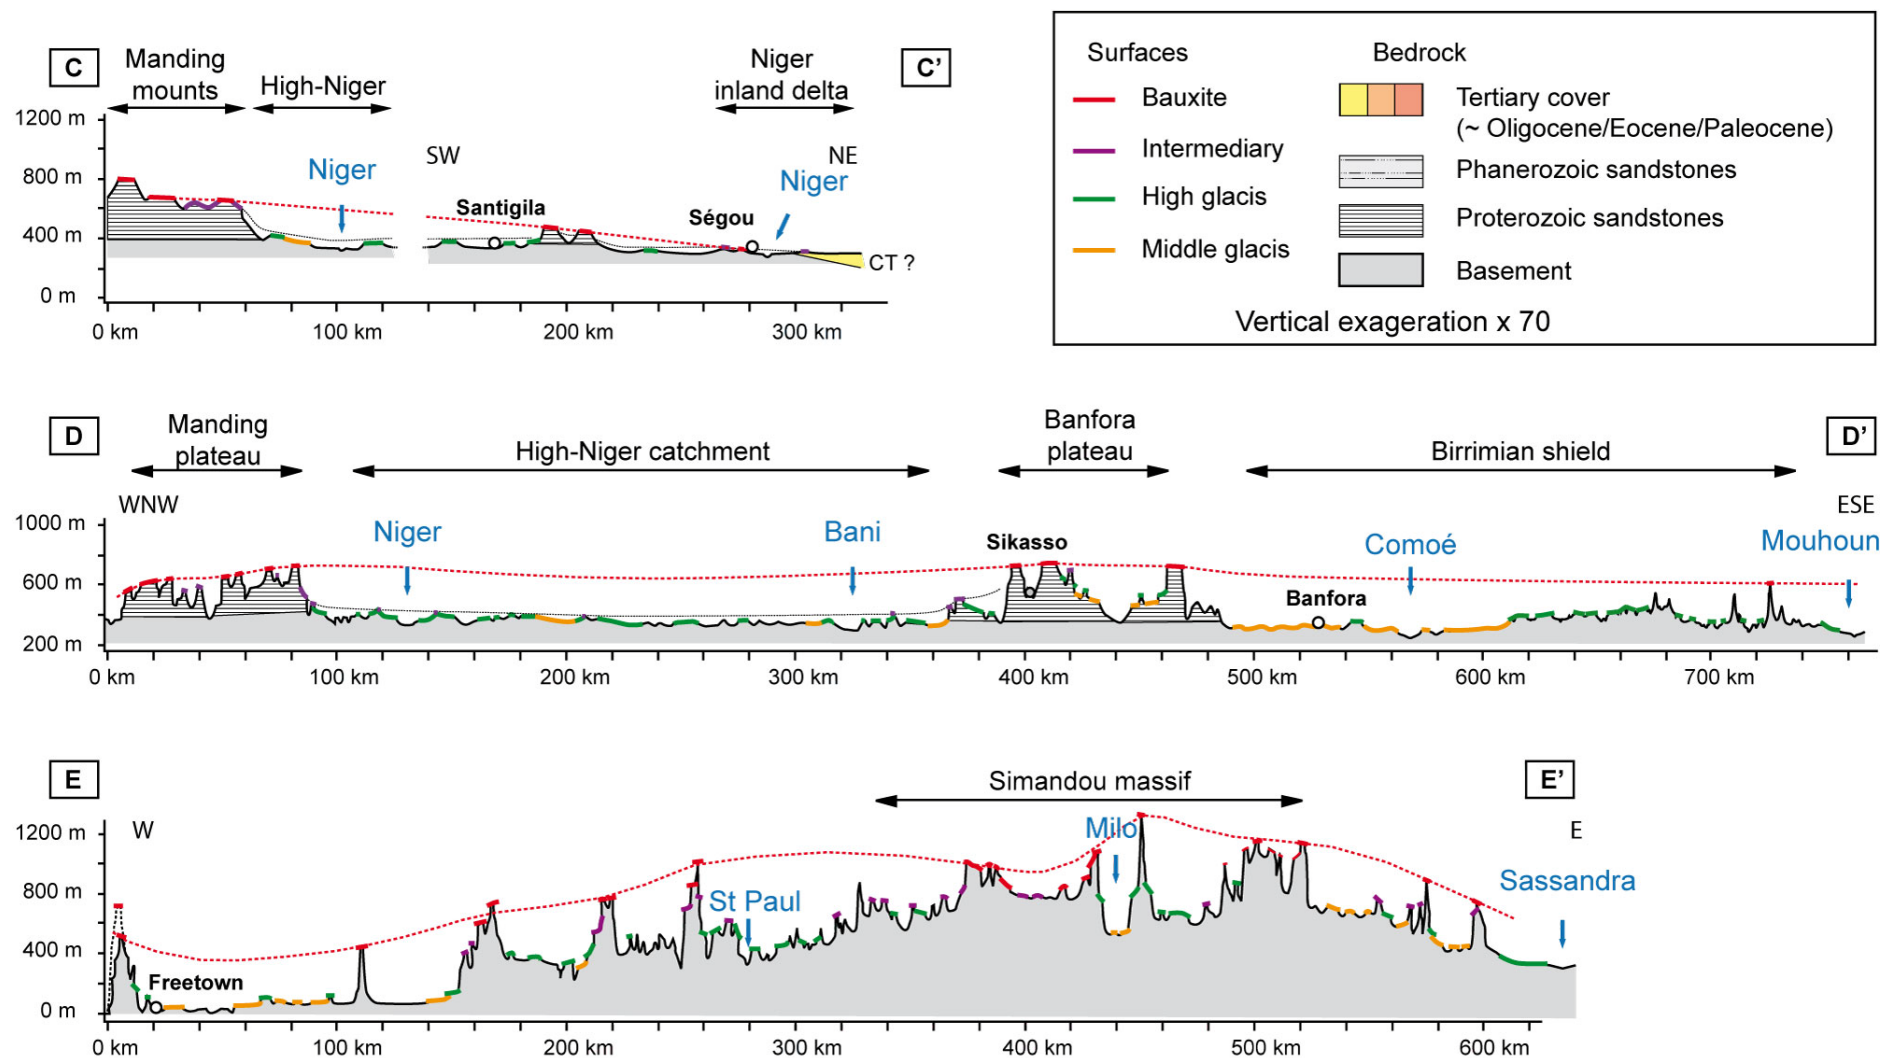 C
Manding
mounts
High-Niger
Niger
inland delta
C’
1200 m
800 m
400 m
0 m
Niger
SW
NE
Niger
Santigila
Ségou
CT ?
0 km
100 km
200 km
300 km
Surfaces
Bauxite
Intermediary
High glacis
Middle glacis
Bedrock
Tertiary cover
(~ Oligocene/Eocene/Paleocene)
Phanerozoic sandstones
Proterozoic sandstones
Basement
Vertical exageration x 70
D
Manding
plateau
High-Niger catchment
Banfora
plateau
Birrimian shield
D’
WNW
ESE
1000 m
600 m
200 m
Niger
Bani
Sikasso
Comoé
Mouhoun
Banfora
0 km
100 km
200 km
300 km
400 km
500 km
600 km
700 km
E
Simandou massif
E’
W
E
1200 m
800 m
400 m
0 m
Milo
St Paul
Sassandra
Freetown
0 km
100 km
200 km
300 km
400 km
500 km
600 km